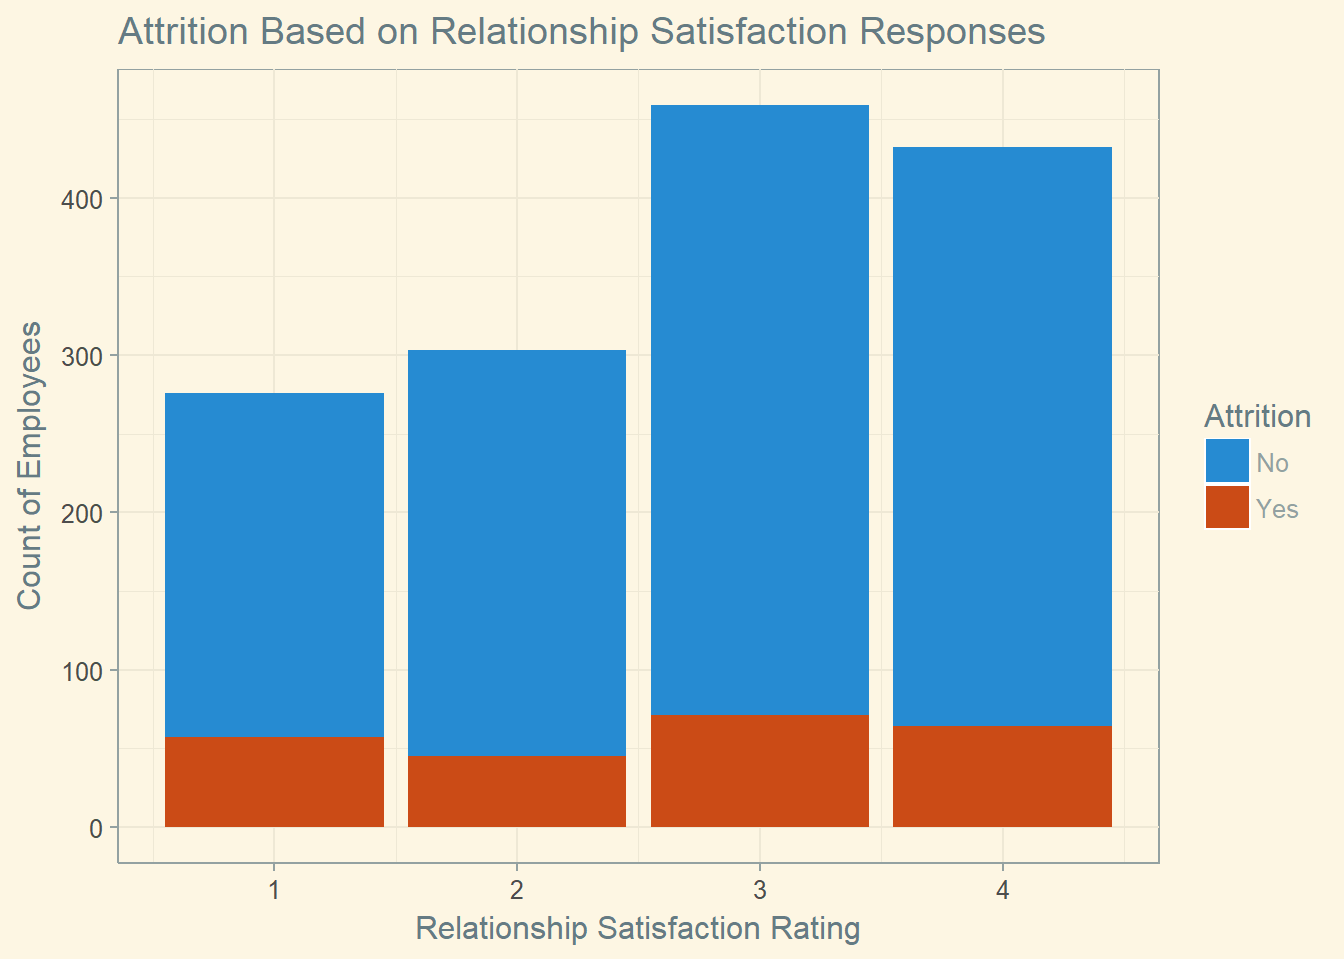 Attrition Based on Relationship Satisfaction Responses
Count of Employees
400
300
200
100
0
1 2 3 4
Relationship Satisfaction Rating
Attrition
No
Yes